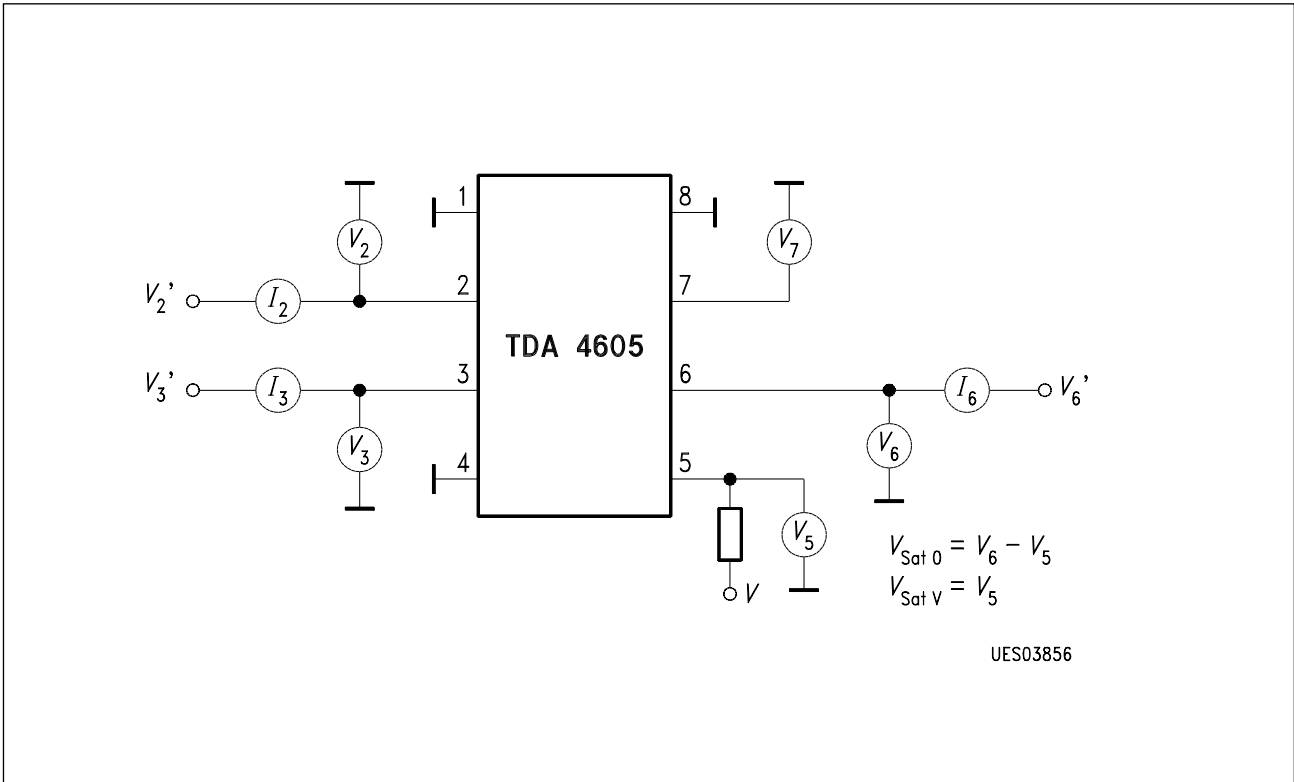 1
8
V2
V7
V2'
I2
2
7
TDA 4605
V3'
I3
3
6
I6
V6'
V3
V6
4
5
V5
V
VSat 0 = V6 – V5
VSat V = V5
UES03856